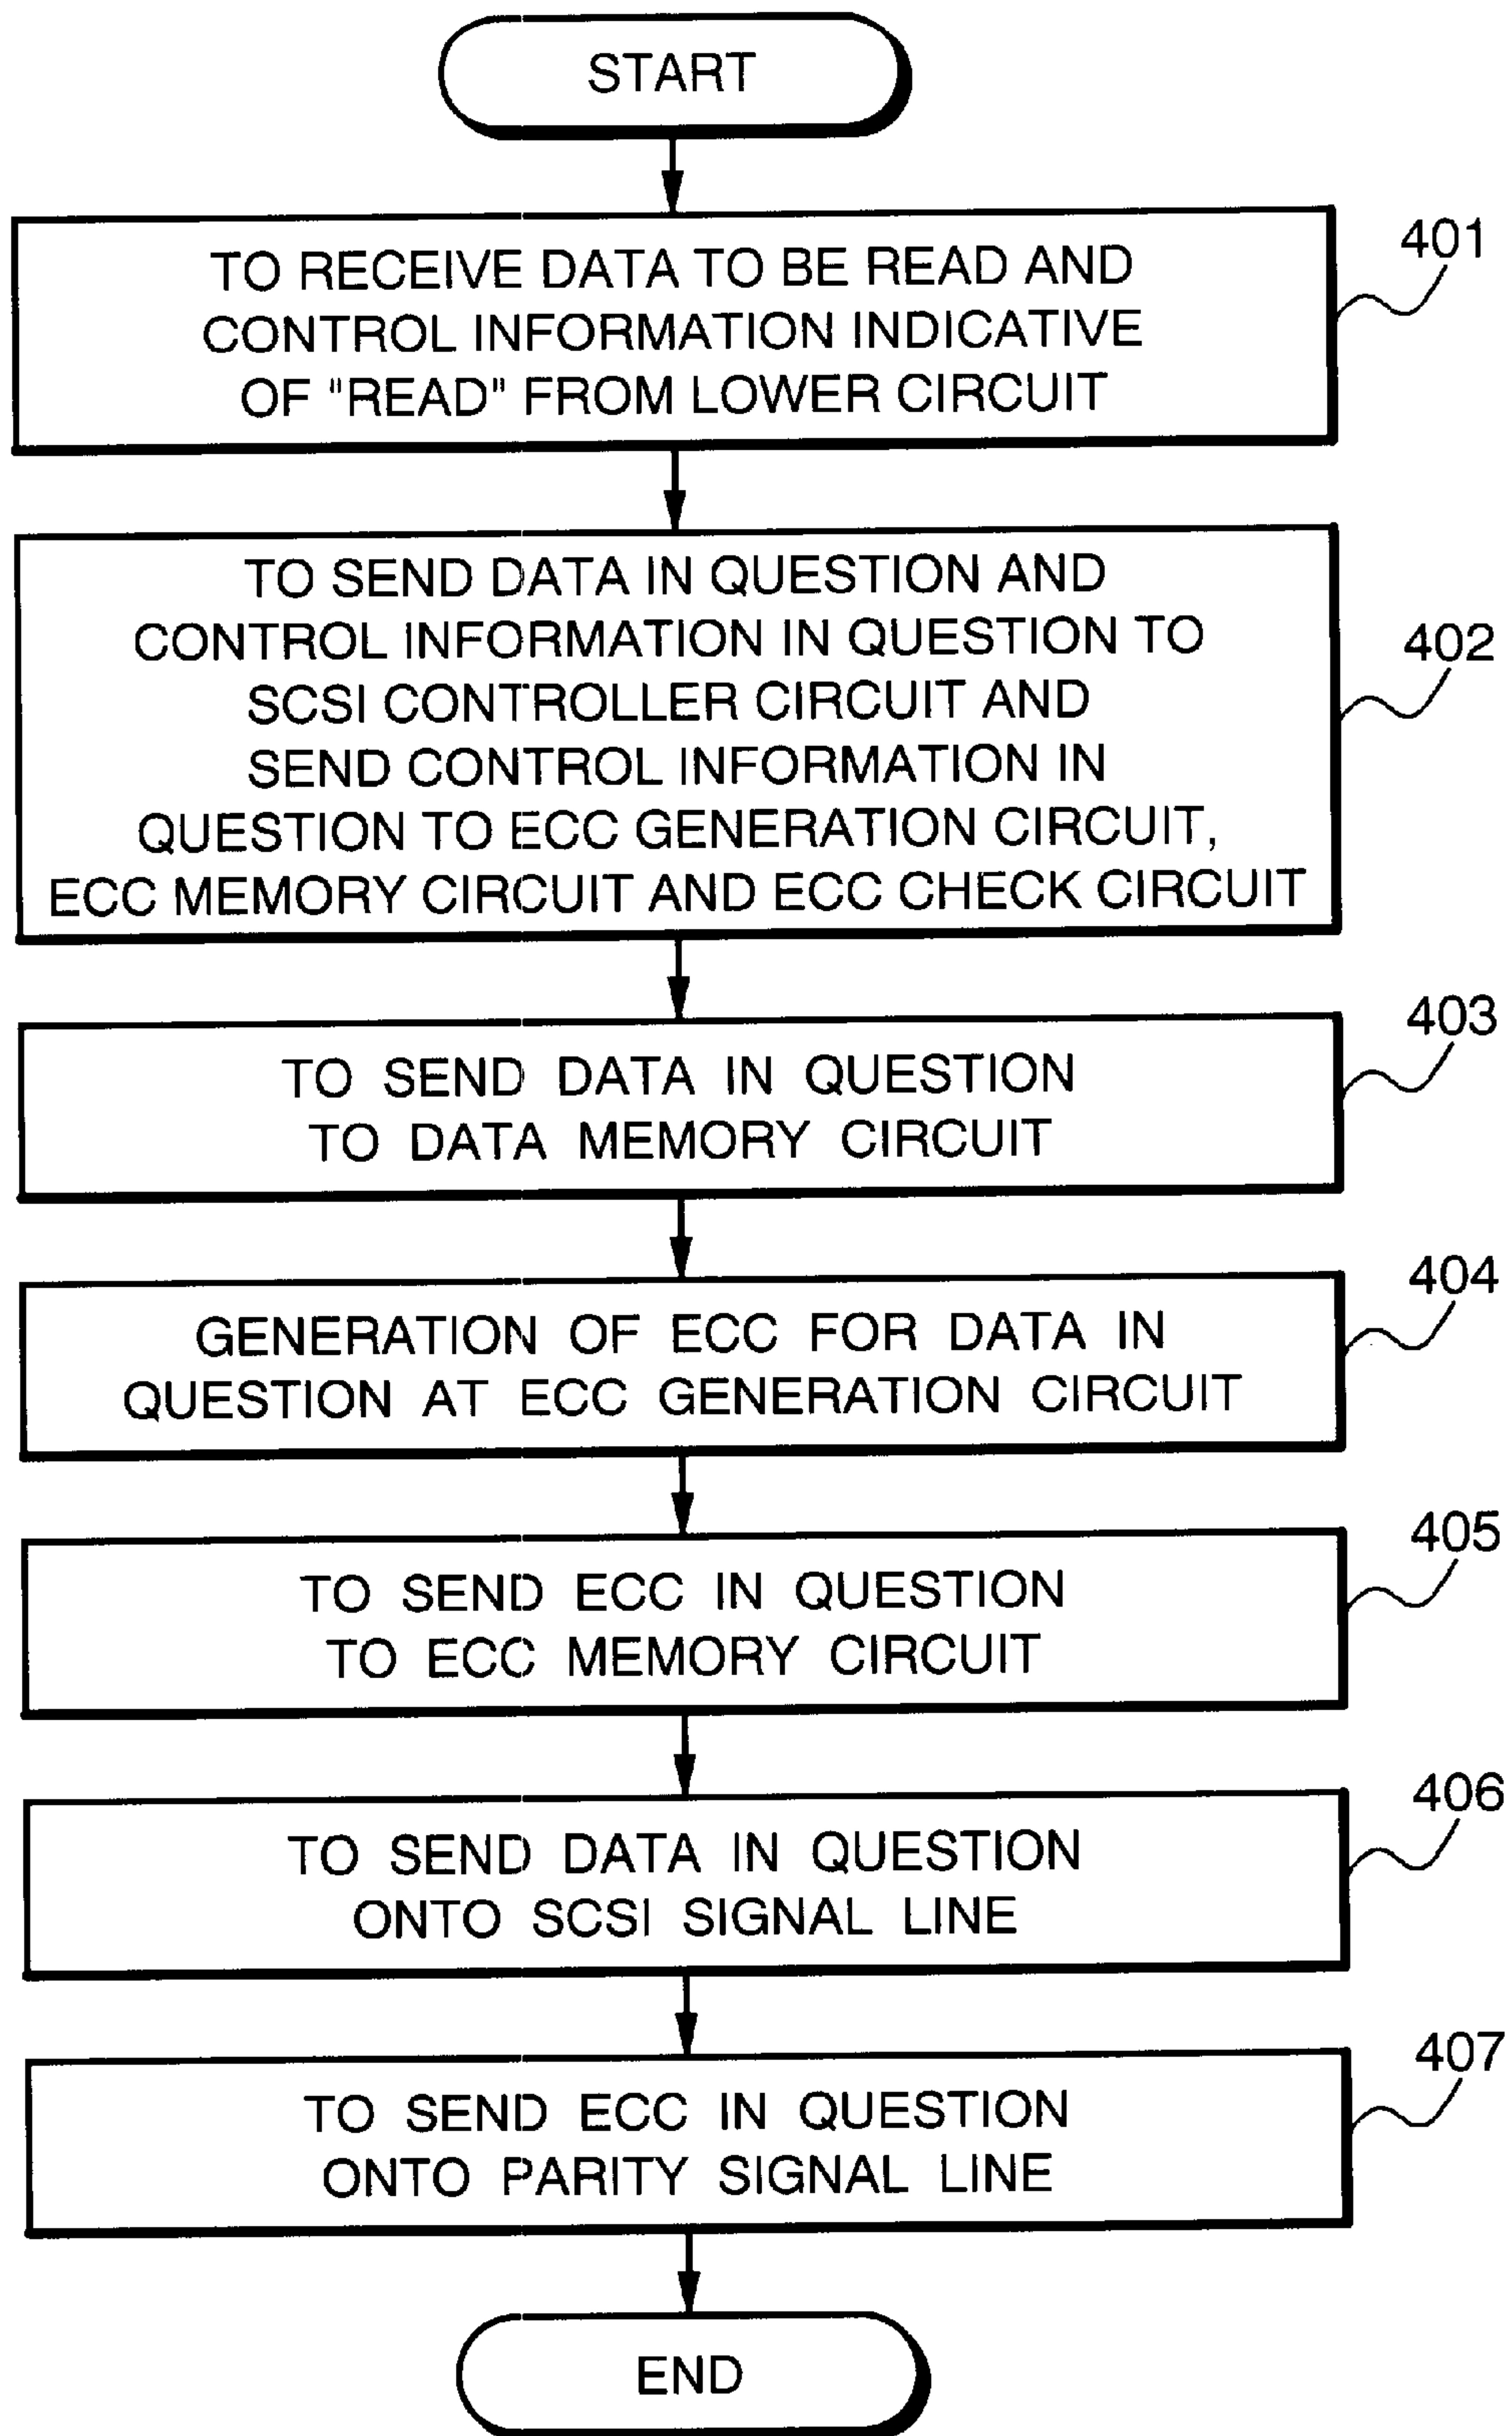 START
TO RECEIVE DATA TO BE READ AND
CONTROL INFORMATION INDICATIVE
OF "READ" FROM LOWER CIRCUIT
401
TO SEND DATA IN QUESTION AND
CONTROL INFORMATION IN QUESTION TO
SCSI CONTROLLER CIRCUIT AND
SEND CONTROL INFORMATION IN
QUESTION TO ECC GENERATION CIRCUIT,
ECC MEMORY CIRCUIT AND ECC CHECK CIRCUIT
402
TO SEND DATA IN QUESTION
TO DATA MEMORY CIRCUIT
403
GENERATION OF ECC FOR DATA IN
QUESTION AT ECC GENERATION CIRCUIT
404
TO SEND ECC IN QUESTION
TO ECC MEMORY CIRCUIT
405
TO SEND DATA IN QUESTION
ONTO SCSI SIGNAL LINE
406
TO SEND ECC IN QUESTION
ONTO PARITY SIGNAL LINE
407
END